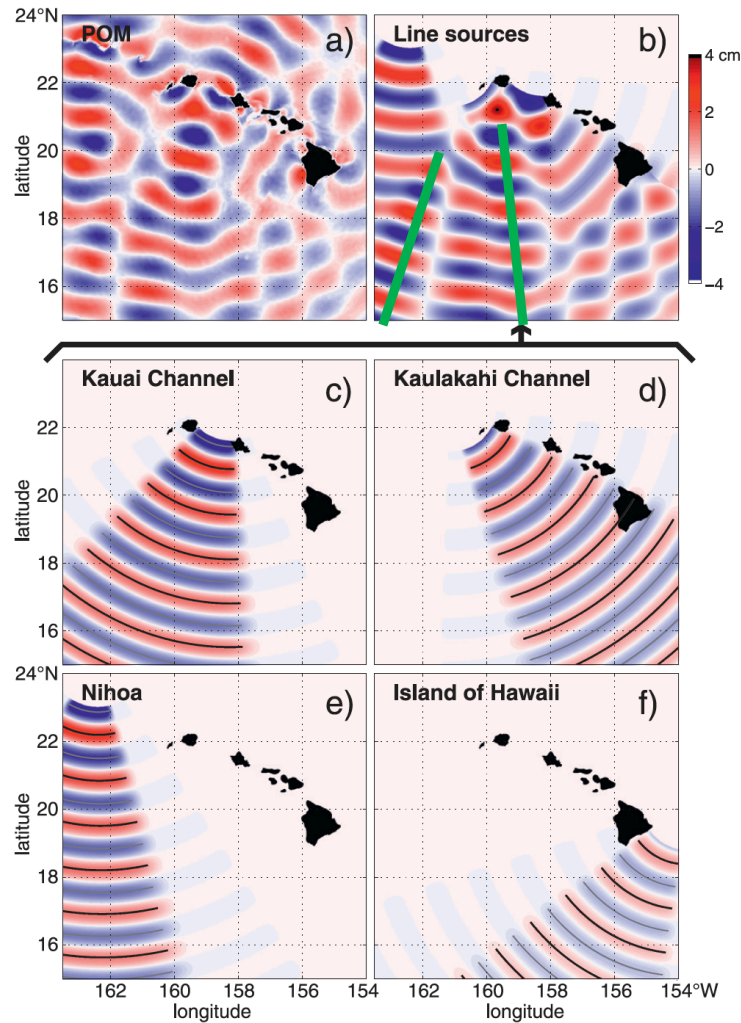 24°N
22
20
18
16
latitude
POM
a)
Line sources
b)
4 cm
2
0
−2
−4
22
20
18
16
latitude
Kauai Channel
c)
Kaulakahi Channel
d)
24°N
22
20
18
16
latitude
Nihoa
e)
Island of Hawaii
f)
162
160
158
156
154
162
160
158
156
154°W
longitude
longitude